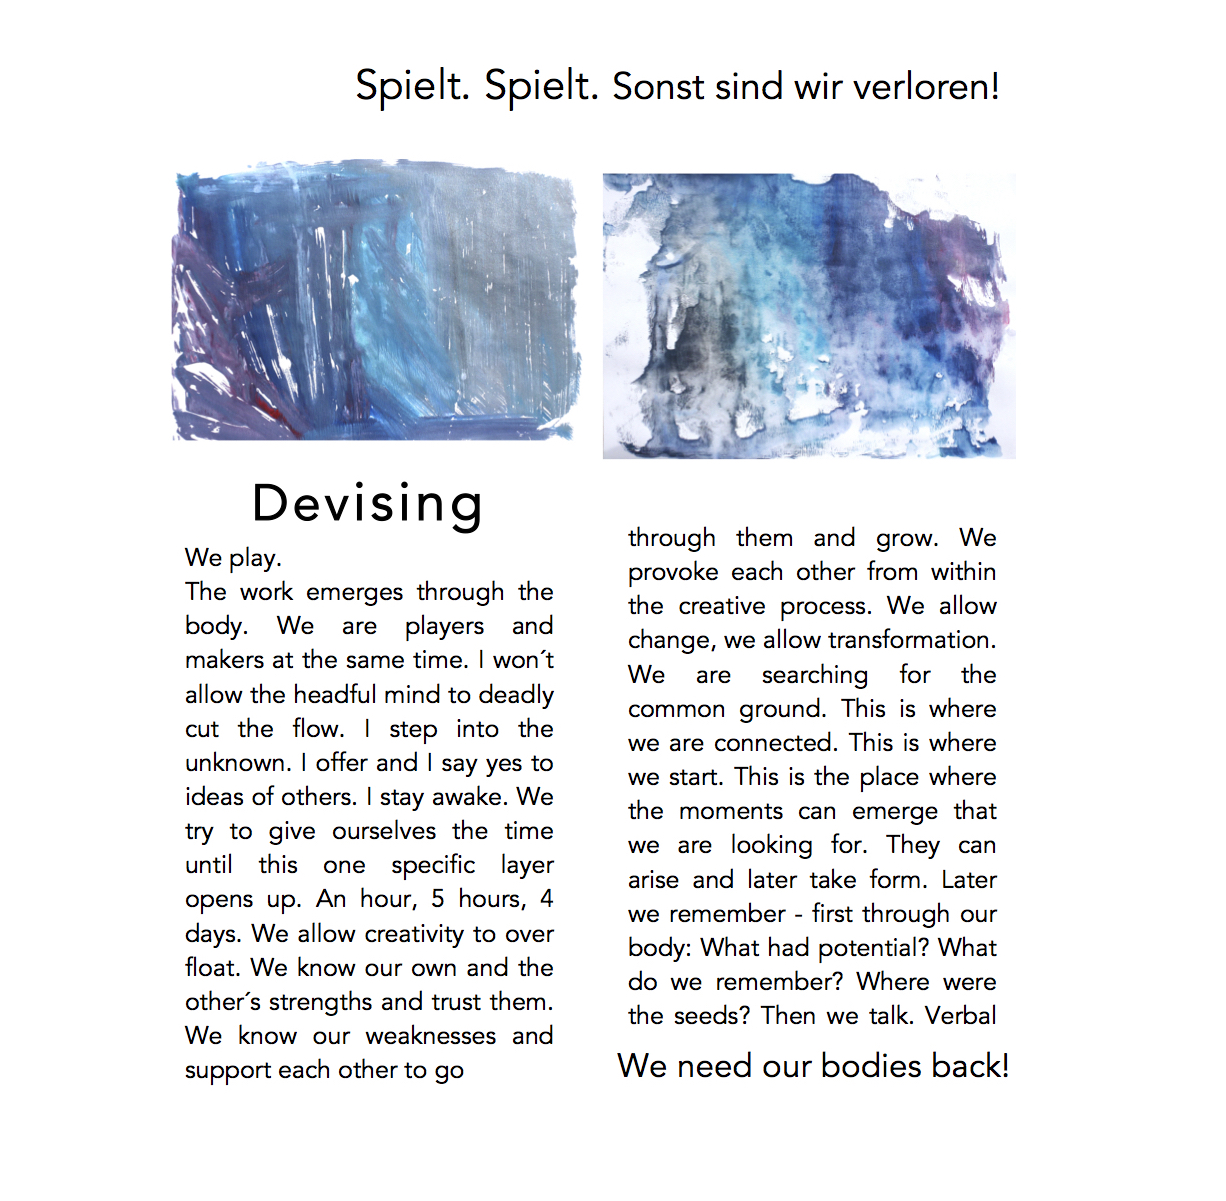 Spielt. Spielt. Sonst sind wir verloren!
Devising
We play.
The work emerges through the
body. We are players and
makers at the same time. I won´t
allow the headful mind to deadly
cut the flow. I step into the
unknown. I offer and I say yes to
ideas of others. I stay awake. We
try to give ourselves the time
until this one specific layer
opens up. An hour, 5 hours, 4
days. We allow creativity to over
float. We know our own and the
other´s strengths and trust them.
We know our weaknesses and
support each other to go
through them and grow. We
provoke each other from within
the creative process. We allow
change, we allow transformation.
We are searching for the
common ground. This is where
we are connected. This is where
we start. This is the place where
the moments can emerge that
we are looking for. They can
arise and later take form. Later
we remember - first through our
body: What had potential? What
do we remember? Where were
the seeds? Then we talk. Verbal
We need our bodies back!